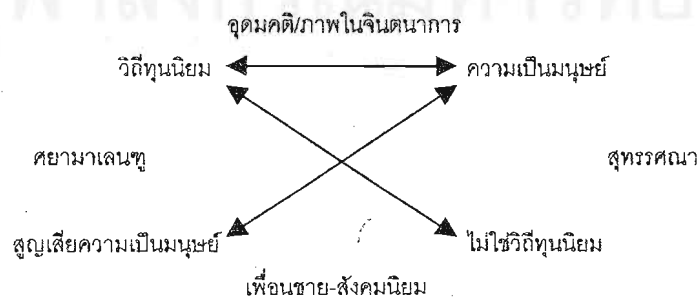 อุดมคติ/ภาพในจินตนาการ
วิถีทุนนิยม ความเป็นมนุษย์
ศยามาเลนฑู สุทรรศณา
สูญเสียความเป็นมนุษย์ ไม่ใช่วิถีทุนนิยม
เพื่อนชาย-สังคมนิยม